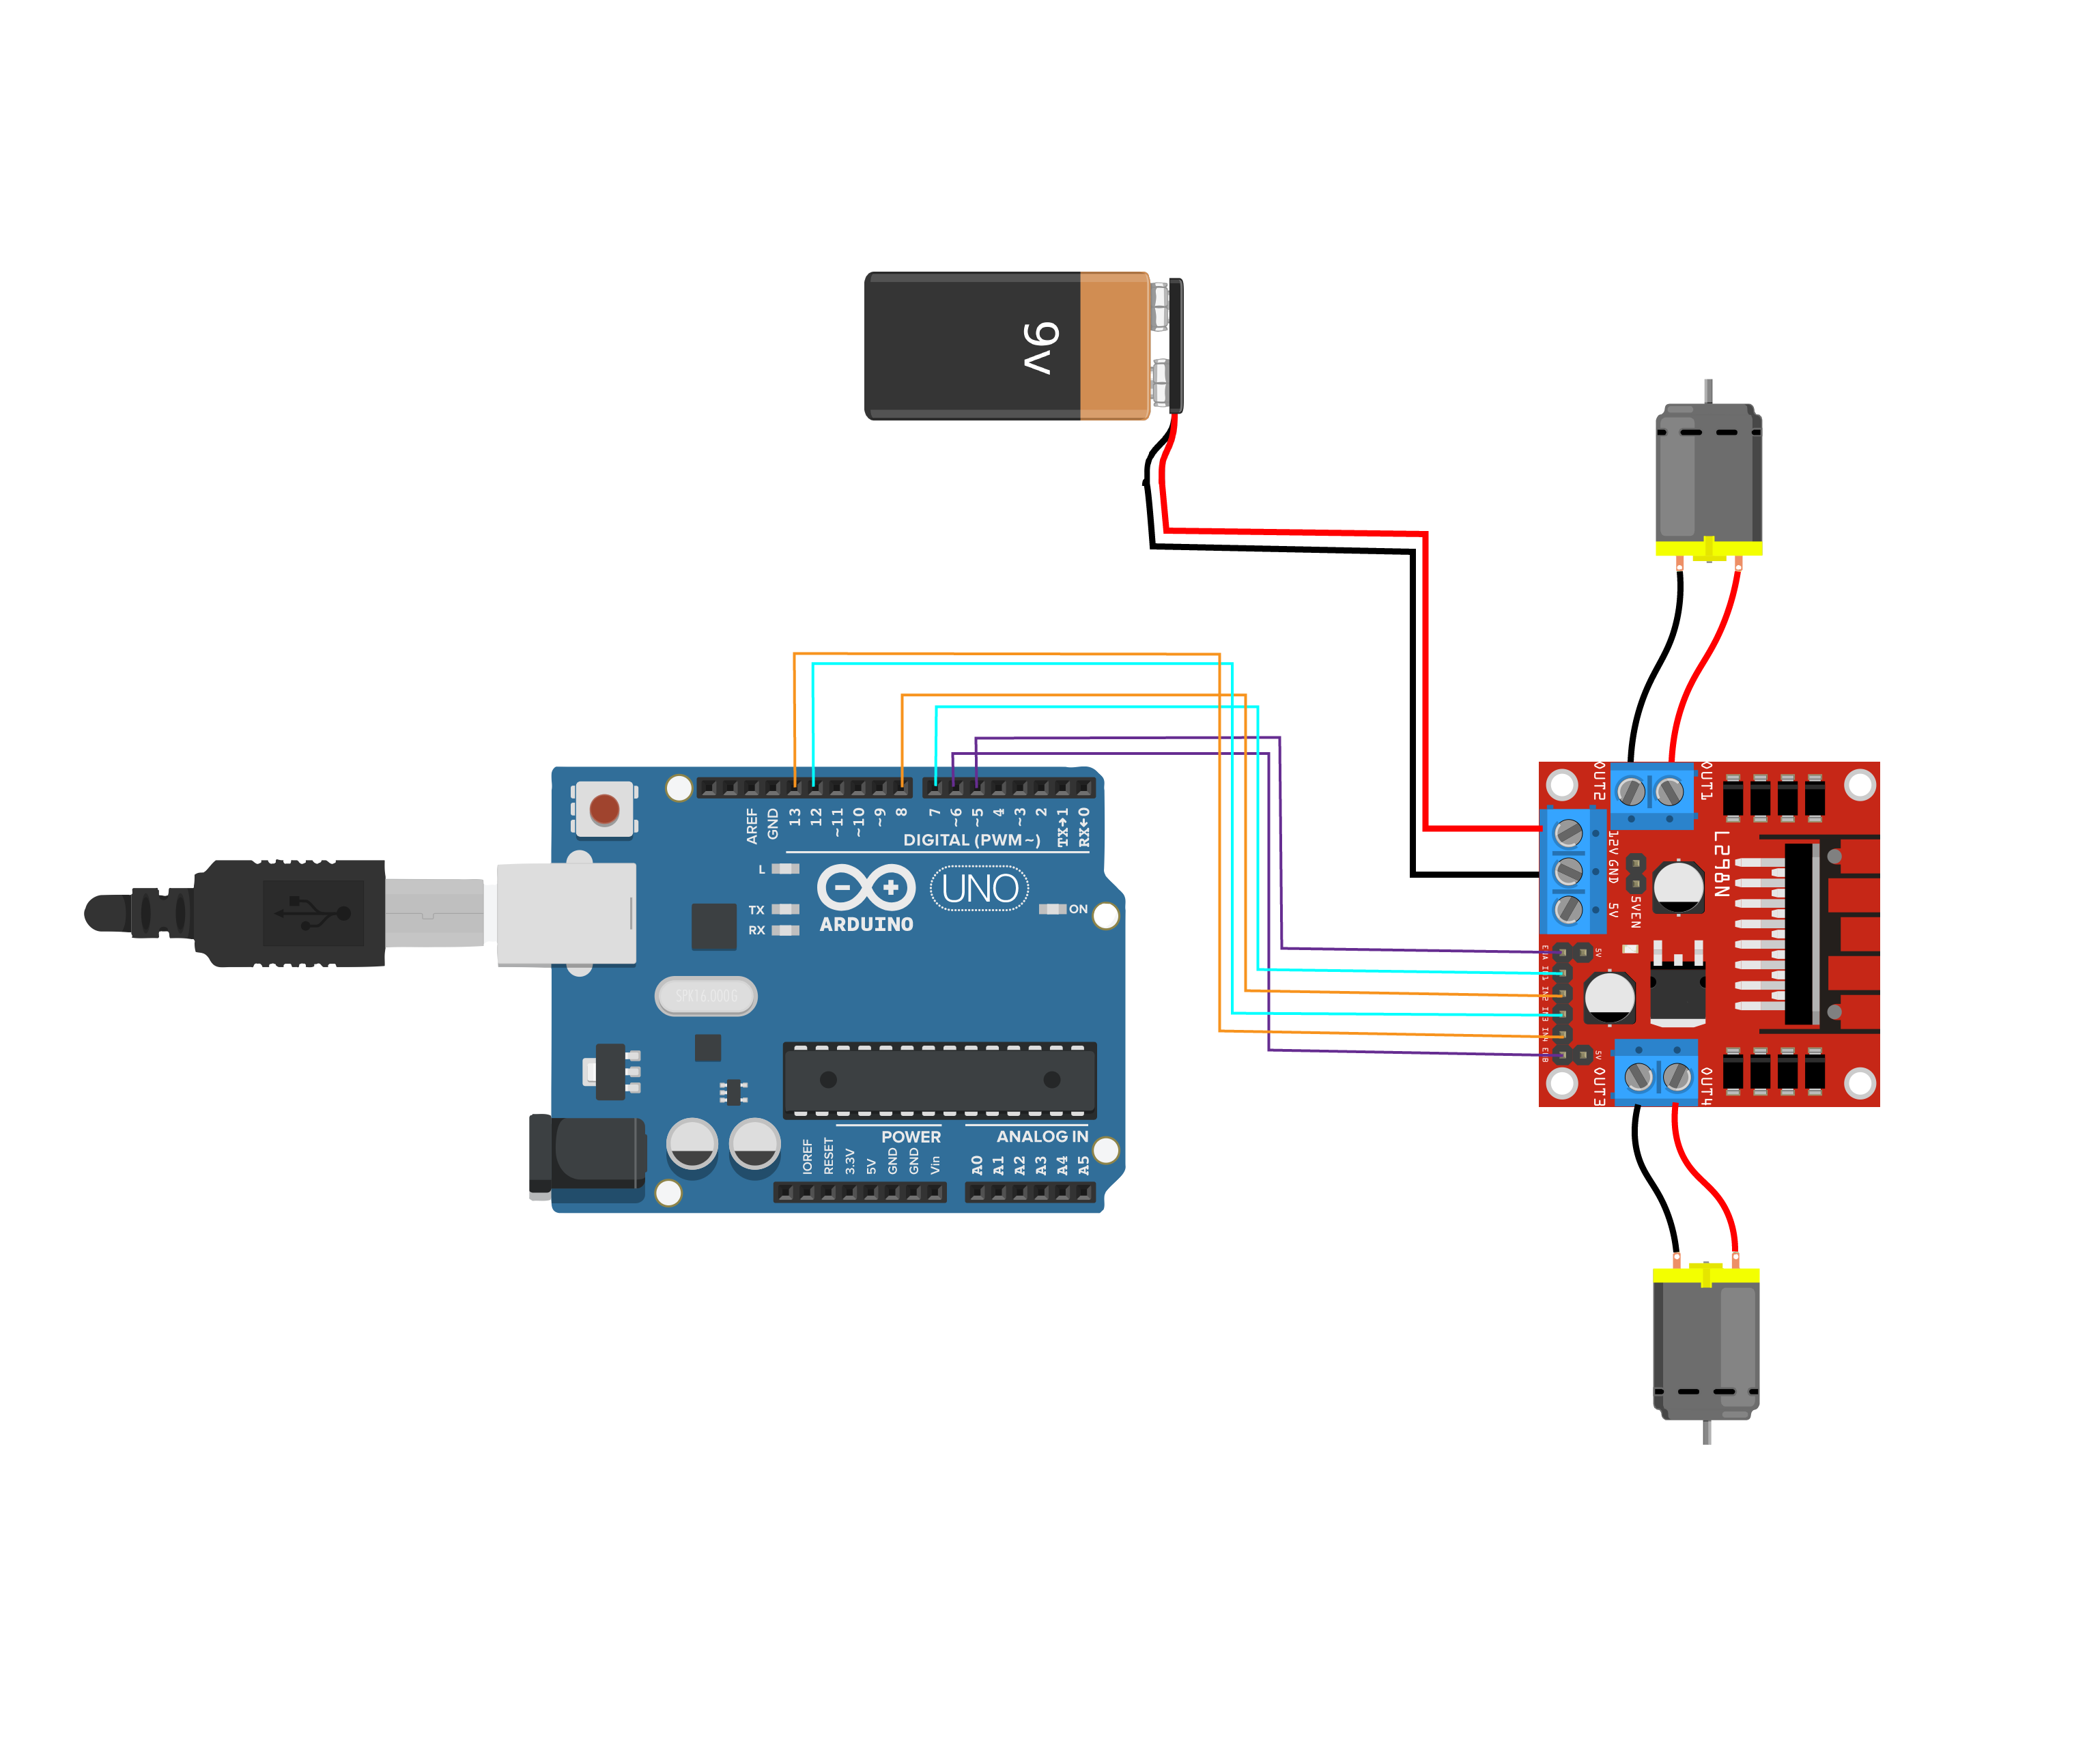 9v
AREF
GND
13
12
~11
~10
~9
8
7
~6
~5
4
~3
2
TX→1
RX←0
DIGITAL (PWM ~)
L
TX
RX
ARDUINO
UNO
ON
SPK16.000G
POWER
ANALOG IN
IOREF
RESET
3.3V
5V
GND
GND
Vin
A0
A1
A2
A3
A4
A5
OUT2
OUT1
12V
GND
5V
5VEN
L298N
ENA
5V
IN1
IN2
IN3
IN4
ENB
5V
OUT3
OUT4